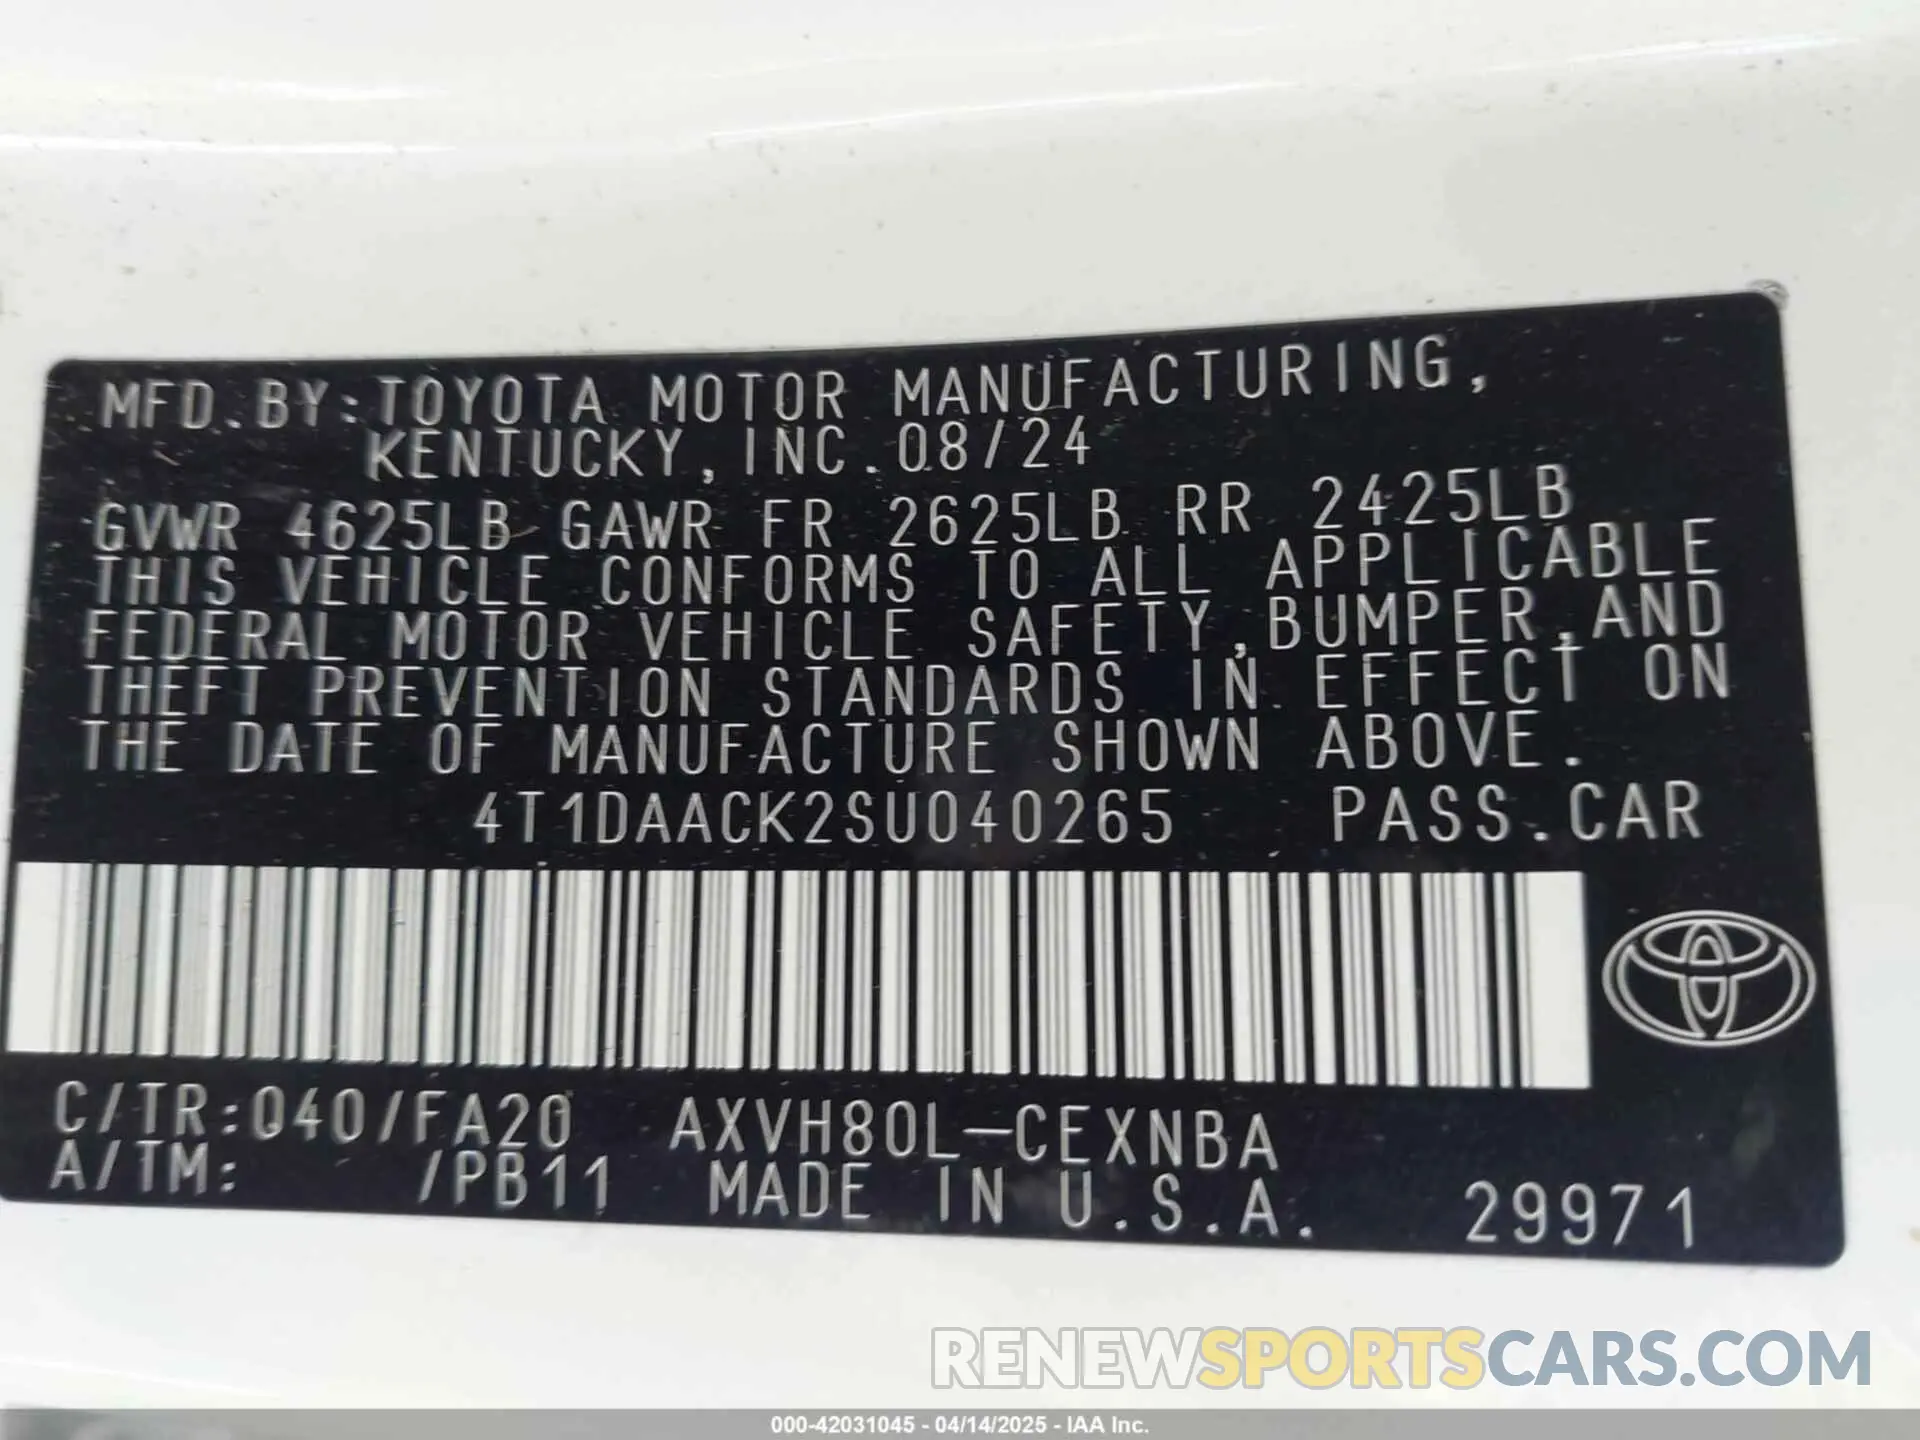 MFD.BY:TOYOTA MOTOR MANUFACTURING,
KENTUCKY,INC.08/24
GVWR 4625LB GAWR FR 2625LB RR 2425LB
THIS VEHICLE CONFORMS TO ALL APPLICABLE
FEDERAL MOTOR VEHICLE SAFETY,BUMPER,AND
THEFT PREVENTION STANDARDS IN EFFECT ON
THE DATE OF MANUFACTURE SHOWN ABOVE.
4T1DAACK2SU040265 PASS.CAR
C/TR:040/FA20 AXVH80L-CEXNBA
A/TM: /PB11 MADE IN U.S.A. 29971
RENEWSPORTSCARS.COM
000-42031045 - 04/14/2025 - IAA Inc.